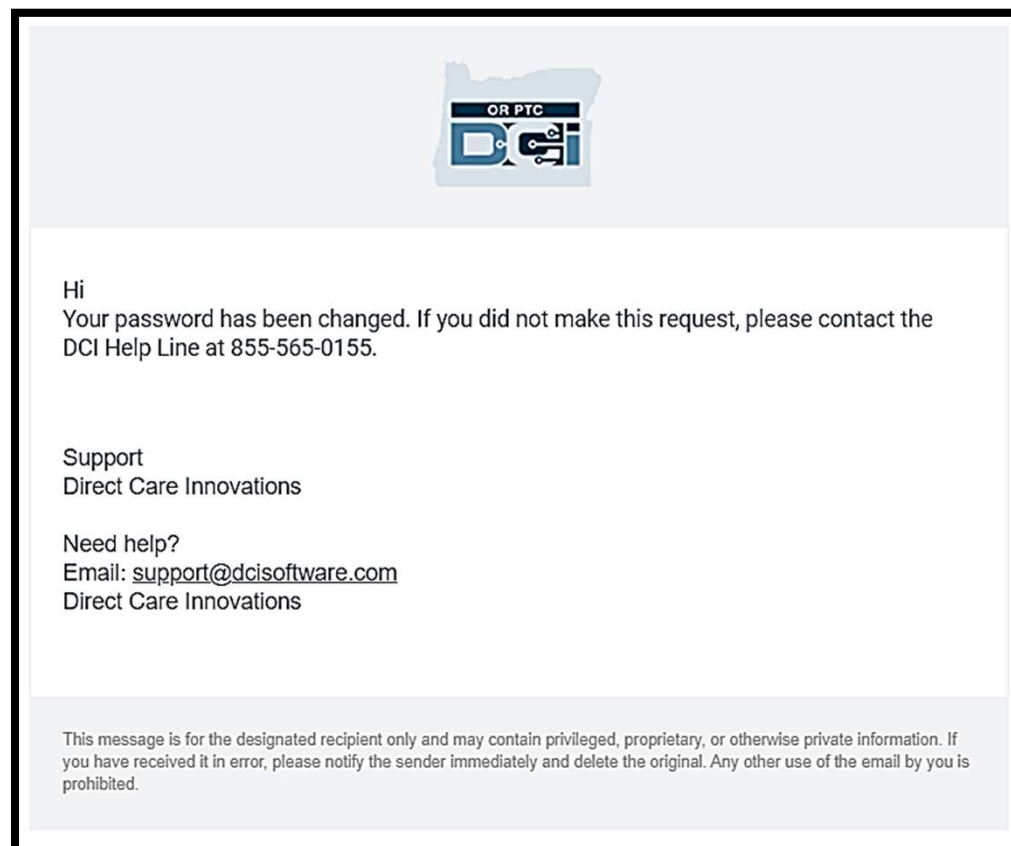 OR PTC
DCi
Hi
Your password has been changed. If you did not make this request, please contact the
DCI Help Line at 855-565-0155.
Support
Direct Care Innovations
Need help?
Email: support@dcisoftware.com
Direct Care Innovations
This message is for the designated recipient only and may contain privileged, proprietary, or otherwise private information. If
you have received it in error, please notify the sender immediately and delete the original. Any other use of the email by you is
prohibited.